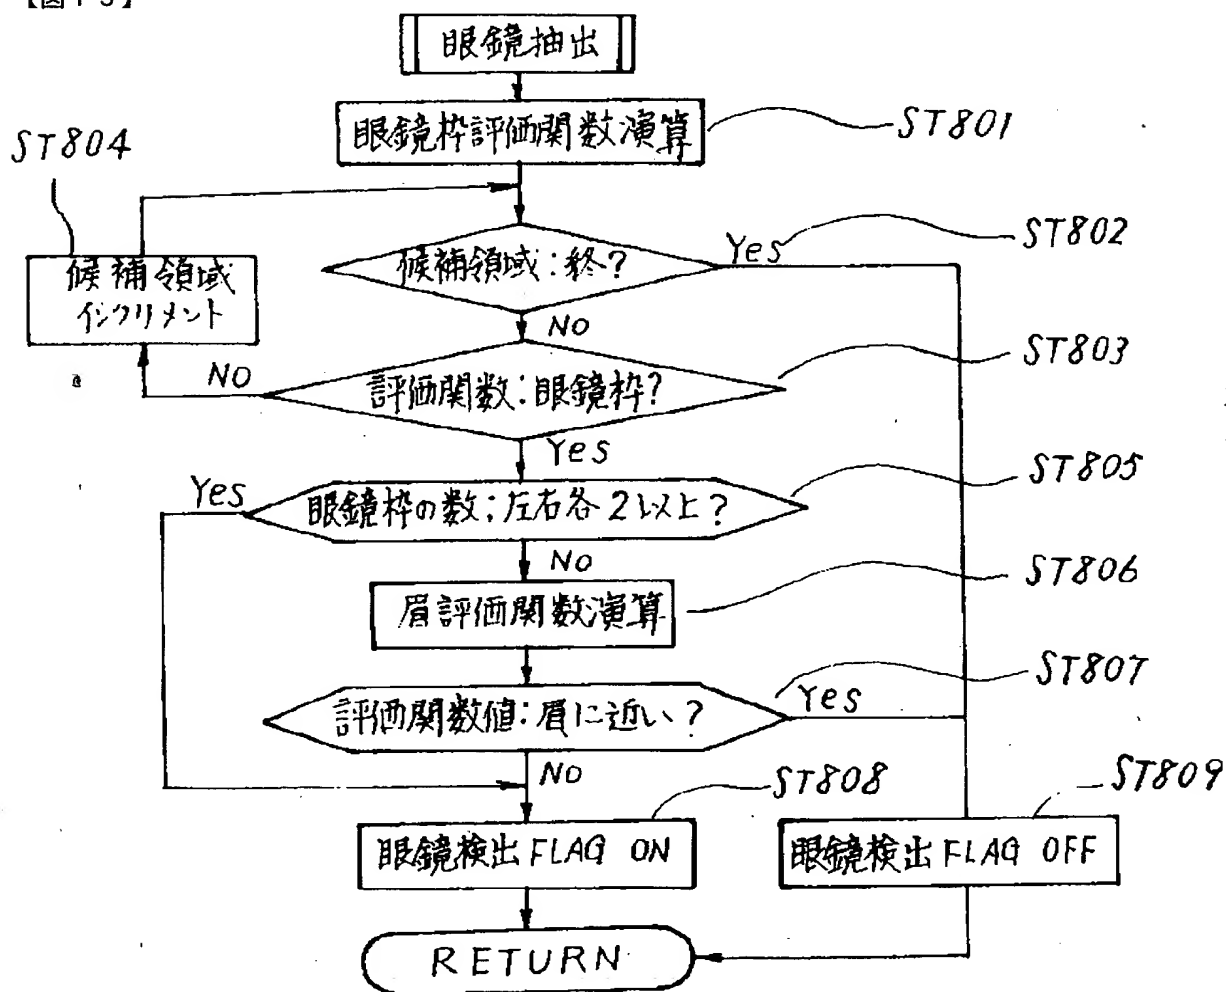 眼鏡抽出
眼鏡枠評価関数演算
ST801
ST804
候補領域:終?
Yes
ST802
候補領域
インクリメント
NO
ST803
NO
評価関数:眼鏡枠?
Yes
ST805
Yes
眼鏡枠の数;左右各2以上?
NO
ST806
眉評価関数演算
ST807
評価関数値:眉に近い?
Yes
NO
ST808
ST809
眼鏡検出FLAG ON
眼鏡検出FLAG OFF
RETURN